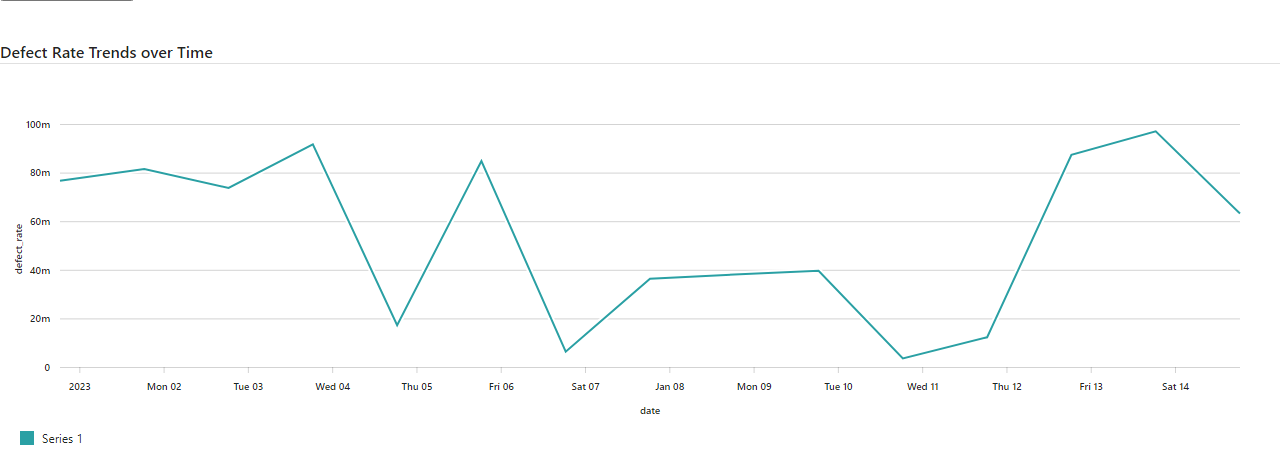 Defect Rate Trends over Time
100m
80m
60m
40m
20m
0
defect_rate
2023 Mon 02 Tue 03 Wed 04 Thu 05 Fri 06 Sat 07 Jan 08 Mon 09 Tue 10 Wed 11 Thu 12 Fri 13 Sat 14
date
Series 1